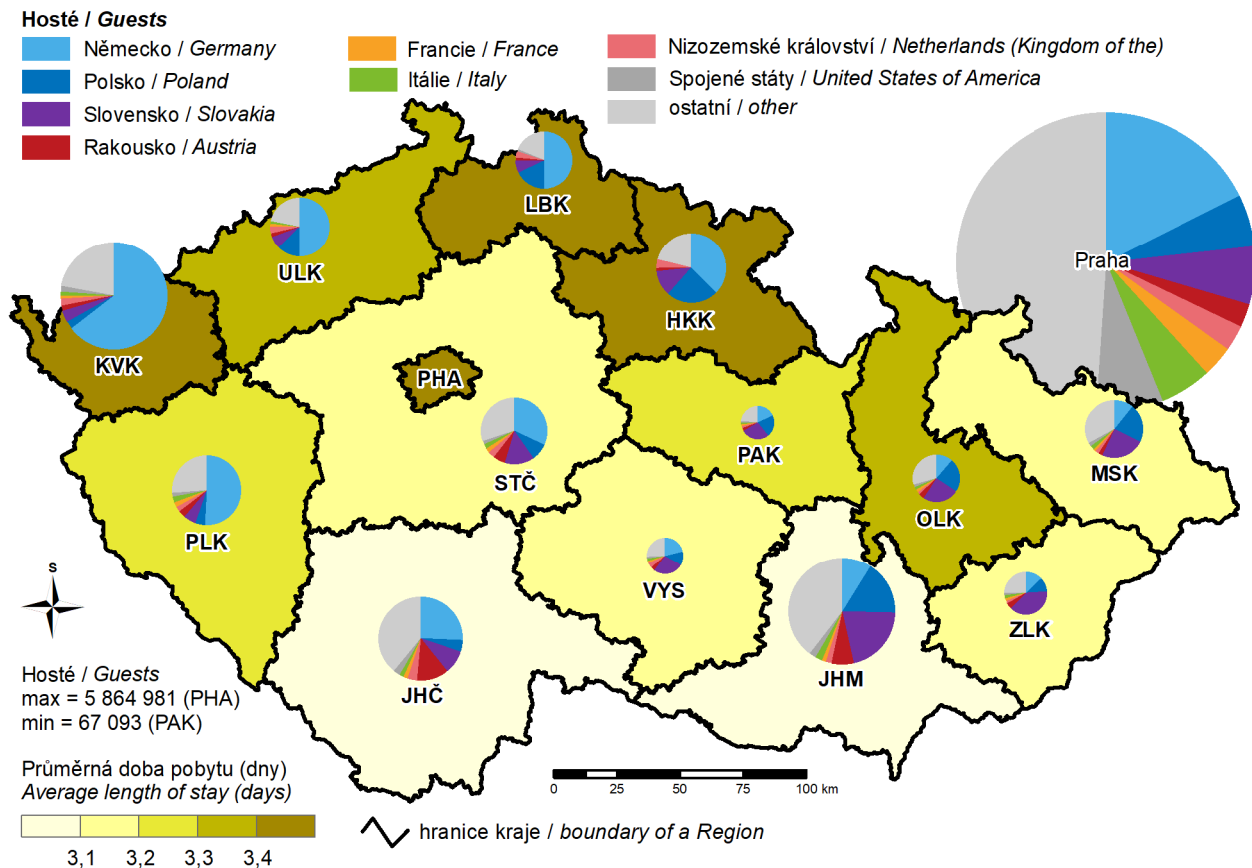 Hosté / Guests
Německo / Germany
Polsko / Poland
Slovensko / Slovakia
Rakousko / Austria
Francie / France
Itálie / Italy
Nizozemské království / Netherlands (Kingdom of the)
Spojené státy / United States of America
ostatní / other
LBK
ULK
Praha
HKK
KVK
PHA
PAK
STČ
MSK
OLK
PLK
VYS
ZLK
JHČ
JHM
S
Hosté / Guests
max = 5 864 981 (PHA)
min = 67 093 (PAK)
Průměrná doba pobytu (dny)
Average length of stay (days)
3,1 3,2 3,3 3,4
0 25 50 75 100 km
hranice kraje / boundary of a Region